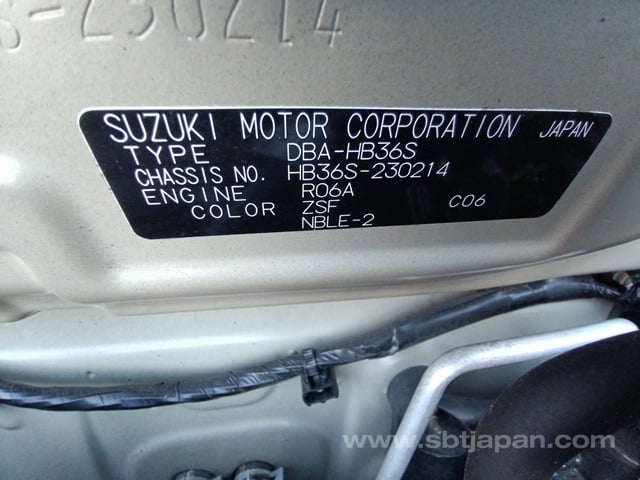 S-230214
SUZUKI MOTOR CORPORATION JAPAN
TYPE DBA-HB36S
CHASSIS NO. HB36S-230214
ENGINE R06A
COLOR ZSF C06
NBLE-2
www.sbtjapan.com